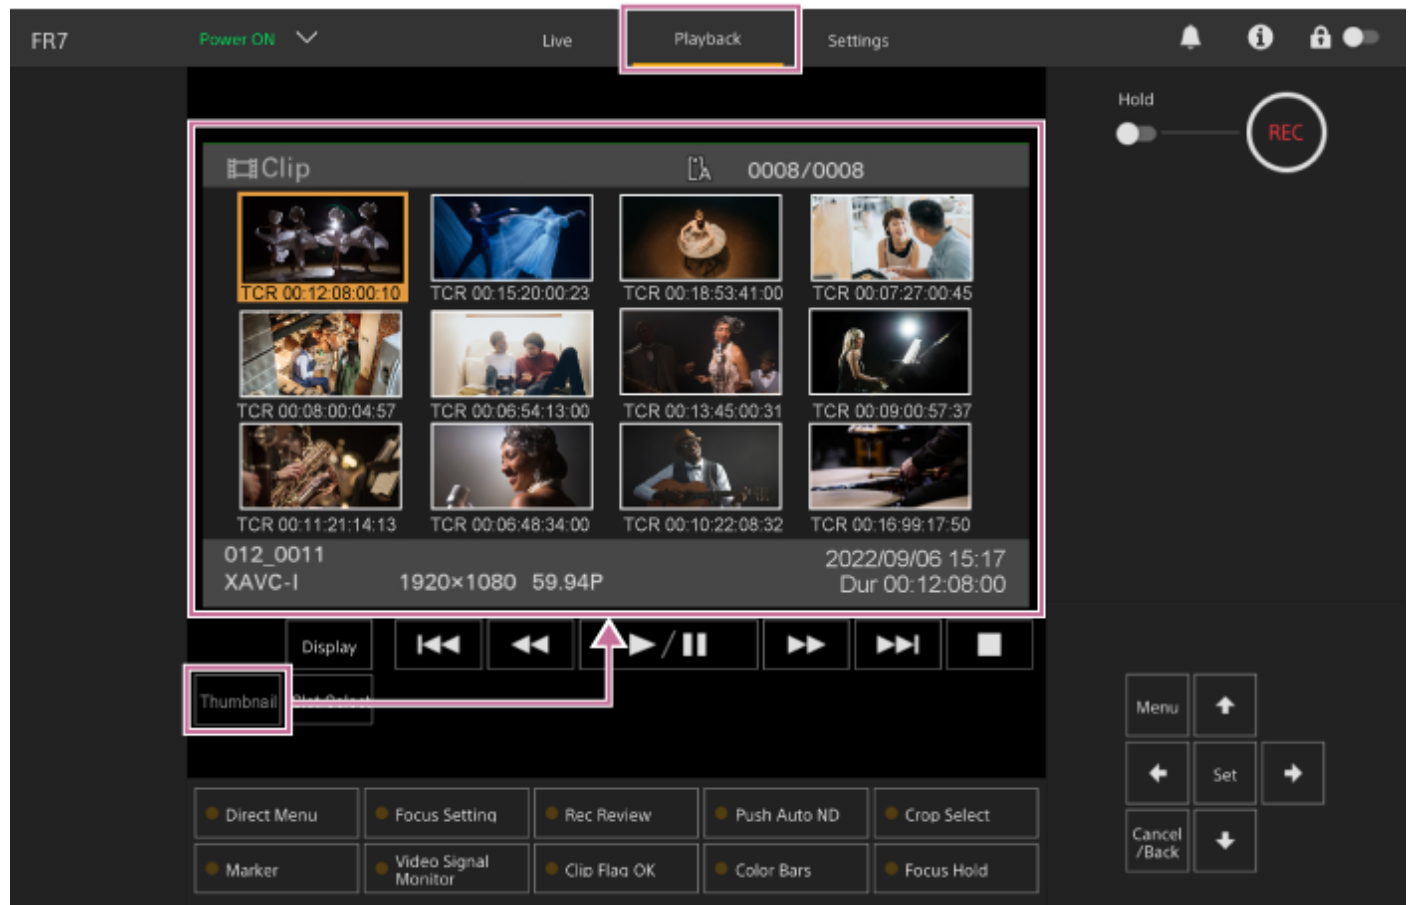 FR7
Power ON
Live
Playback
Settings
Hold
REC
Clip
A 0008/0008
TCR 00:12:08:00:10
TCR 00:15:20:00:23
TCR 00:18:53:41:00
TCR 00:07:27:00:45
TCR 00:08:00:04:57
TCR 00:06:54:13:00
TCR 00:13:45:00:31
TCR 00:09:00:57:37
TCR 00:11:21:14:13
TCR 00:06:48:34:00
TCR 00:10:22:08:32
TCR 00:16:99:17:50
012_0011
2022/09/06 15:17
XAVC-I 1920×1080 59.94P
Dur 00:12:08:00
Display
Thumbnail
Slot Select
Menu
Set
Cancel
/Back
Direct Menu
Focus Setting
Rec Review
Push Auto ND
Crop Select
Marker
Video Signal
Monitor
Clip Flag OK
Color Bars
Focus Hold